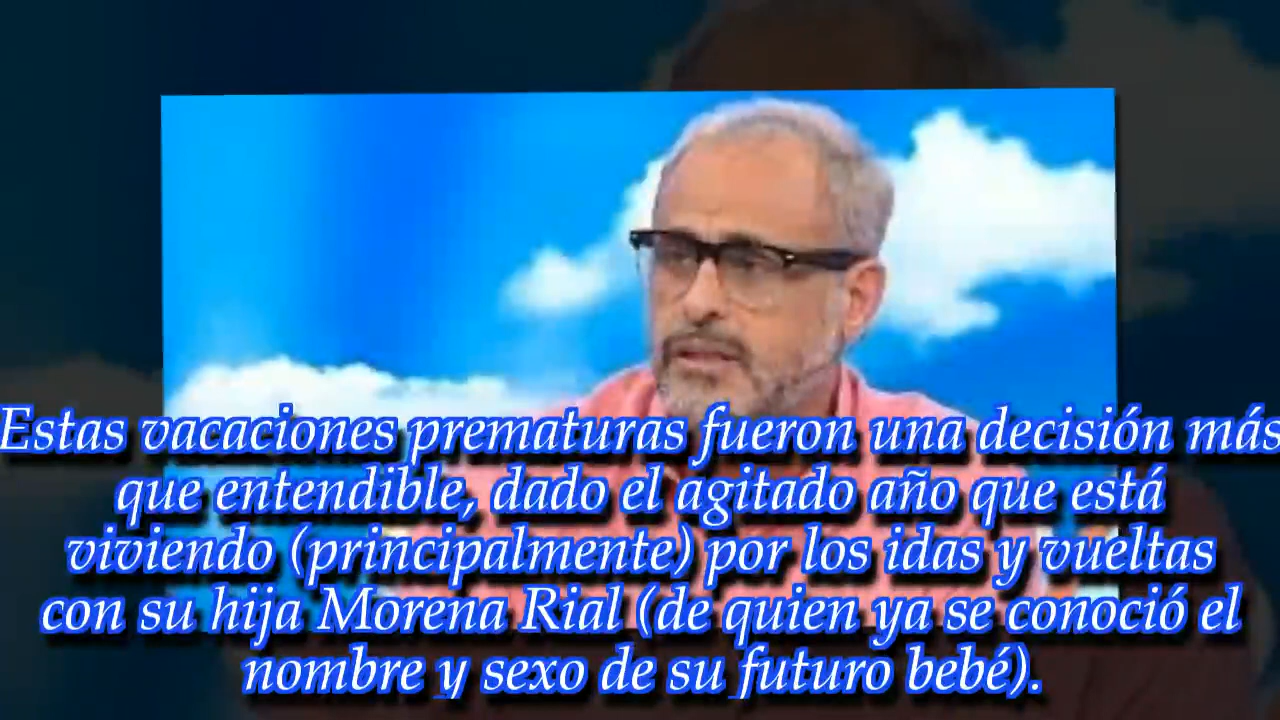 Estas vacaciones prematuras fueron una decisión más
que entendible, dado el agitado año que está
viviendo (principalmente) por los idas y vueltas
con su hija Morena Rial (de quien ya se conoció el
nombre y sexo de su futuro bebé).